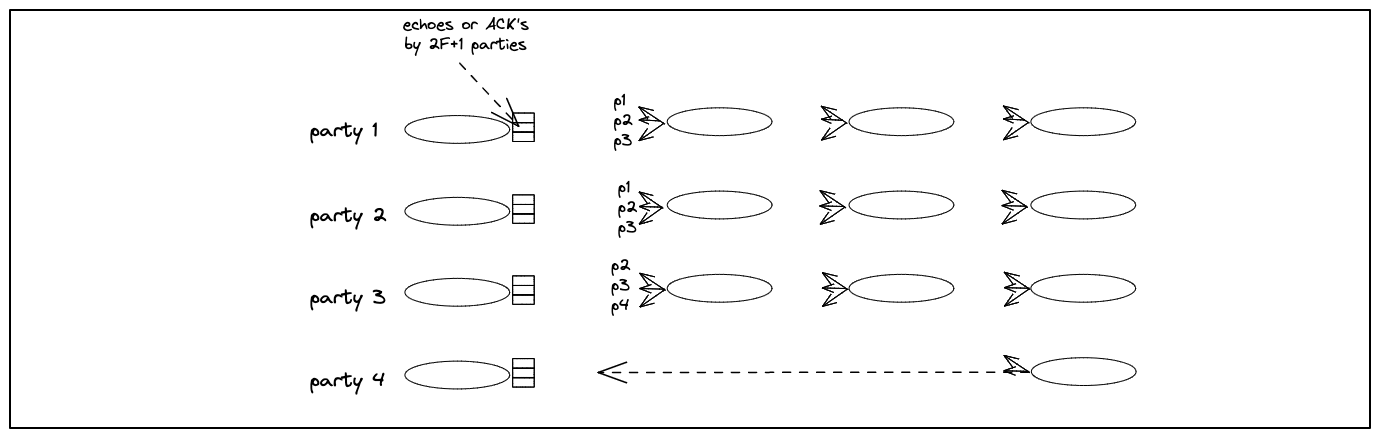 echoes or ACK's
by 2F+1 parties
party 1
p1
p2
p3
party 2
p1
p2
p3
party 3
p2
p3
p4
party 4